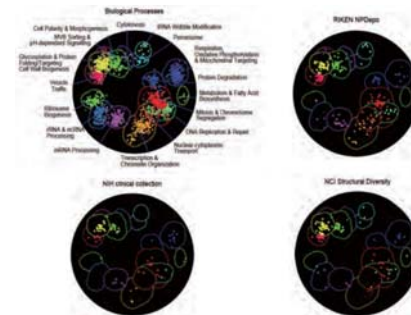 Biological Processes
Cytokinesis
tRNA Wobble Modification
Cell Polarity & Morphogenesis
Peroxisome
MVB Sorting &
pH-dependent Signalling
Respiration,
Oxidative Phosphorylation
& Mitochondrial Targeting
Glycosylation & Protein
Folding/Targeting
Cell Wall Biogenesis
Protein Degradation
Vesicle
Traffic
Metabolism & Fatty Acid
Biosynthesis
Ribosome
Biogenesis
Mitosis & Chromosome
Segregation
rRNA & ncRNA
Processing
DNA Replication & Repair
mRNA Processing
Nuclear-cytoplasmic
Transport
Transcription &
Chromatin Organization
RIKEN NPDepo
NIH clinical collection
NCI Structural Diversity